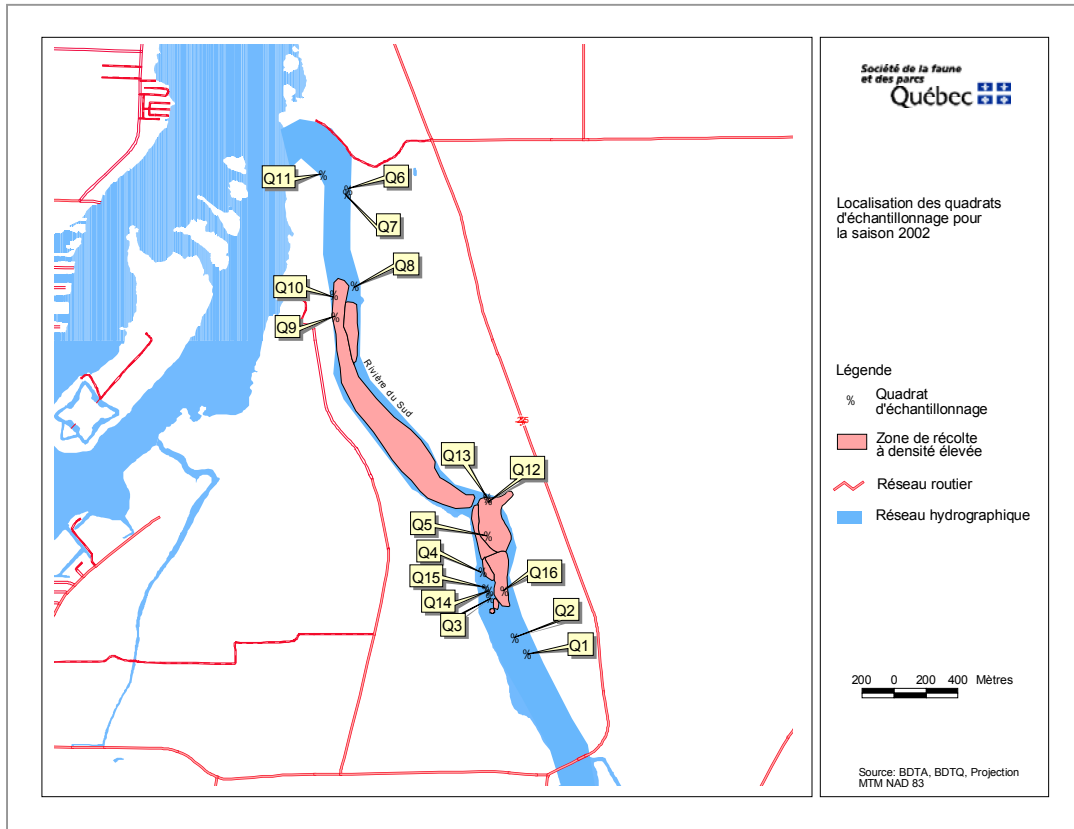 Société de la faune
et des parcs
Québec
Localisation des quadrats
d'échantillonnage pour
la saison 2002
Légende
% Quadrat
d'échantillonnage
Zone de récolte
à densité élevée
Réseau routier
Réseau hydrographique
200 0 200 400 Mètres
Source: BDTA, BDTQ, Projection
MTM NAD 83
Q11
Q6
Q7
Q8
Q10
Q9
Rivière du Sud
35
Q13
Q12
Q5
Q4
Q15
Q16
Q14
Q3
Q2
Q1